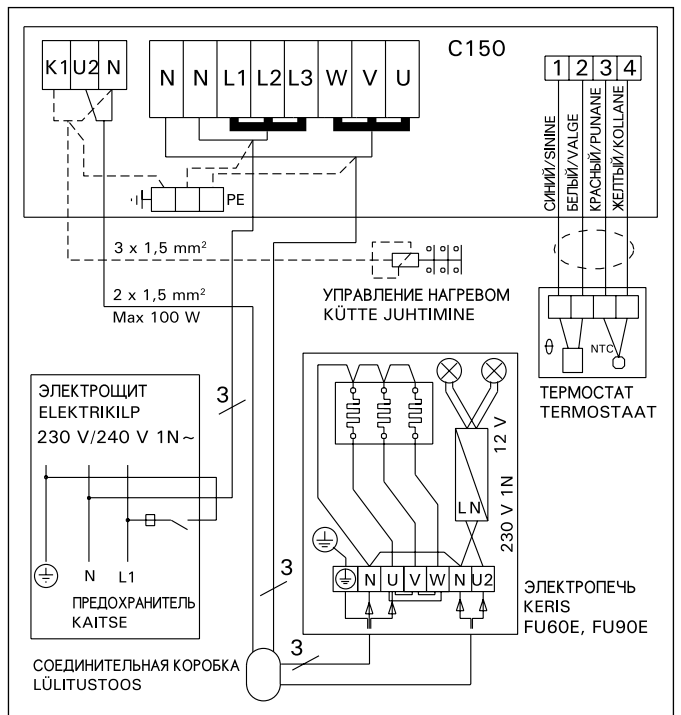 C150
K1 U2 N
N N L1 L2 L3 W V U
1 2 3 4
СИНИЙ/SININE
БЕЛЫЙ/VALGE
КРАСНЫЙ/PUNANE
ЖЕЛТЫЙ/KOLLANE
PE
3 x 1,5 mm²
2 x 1,5 mm²
Max 100 W
УПРАВЛЕНИЕ НАГРЕВОМ
KÜTTE JUHTIMINE
θ
NTC
ТЕРМОСТАТ
TERMOSTAAT
ЭЛЕКТРОЩИТ
ELEKTRIKILP
230 V/240 V 1N~
3
N L1
ПРЕДОХРАНИТЕЛЬ
KAITSE
12 V
L N
230 V 1N
N U V W N U2
3
ЭЛЕКТРОПЕЧЬ
KERIS
FU60E, FU90E
3
СОЕДИНИТЕЛЬНАЯ КОРОБКА
LÜLITUSTOOS